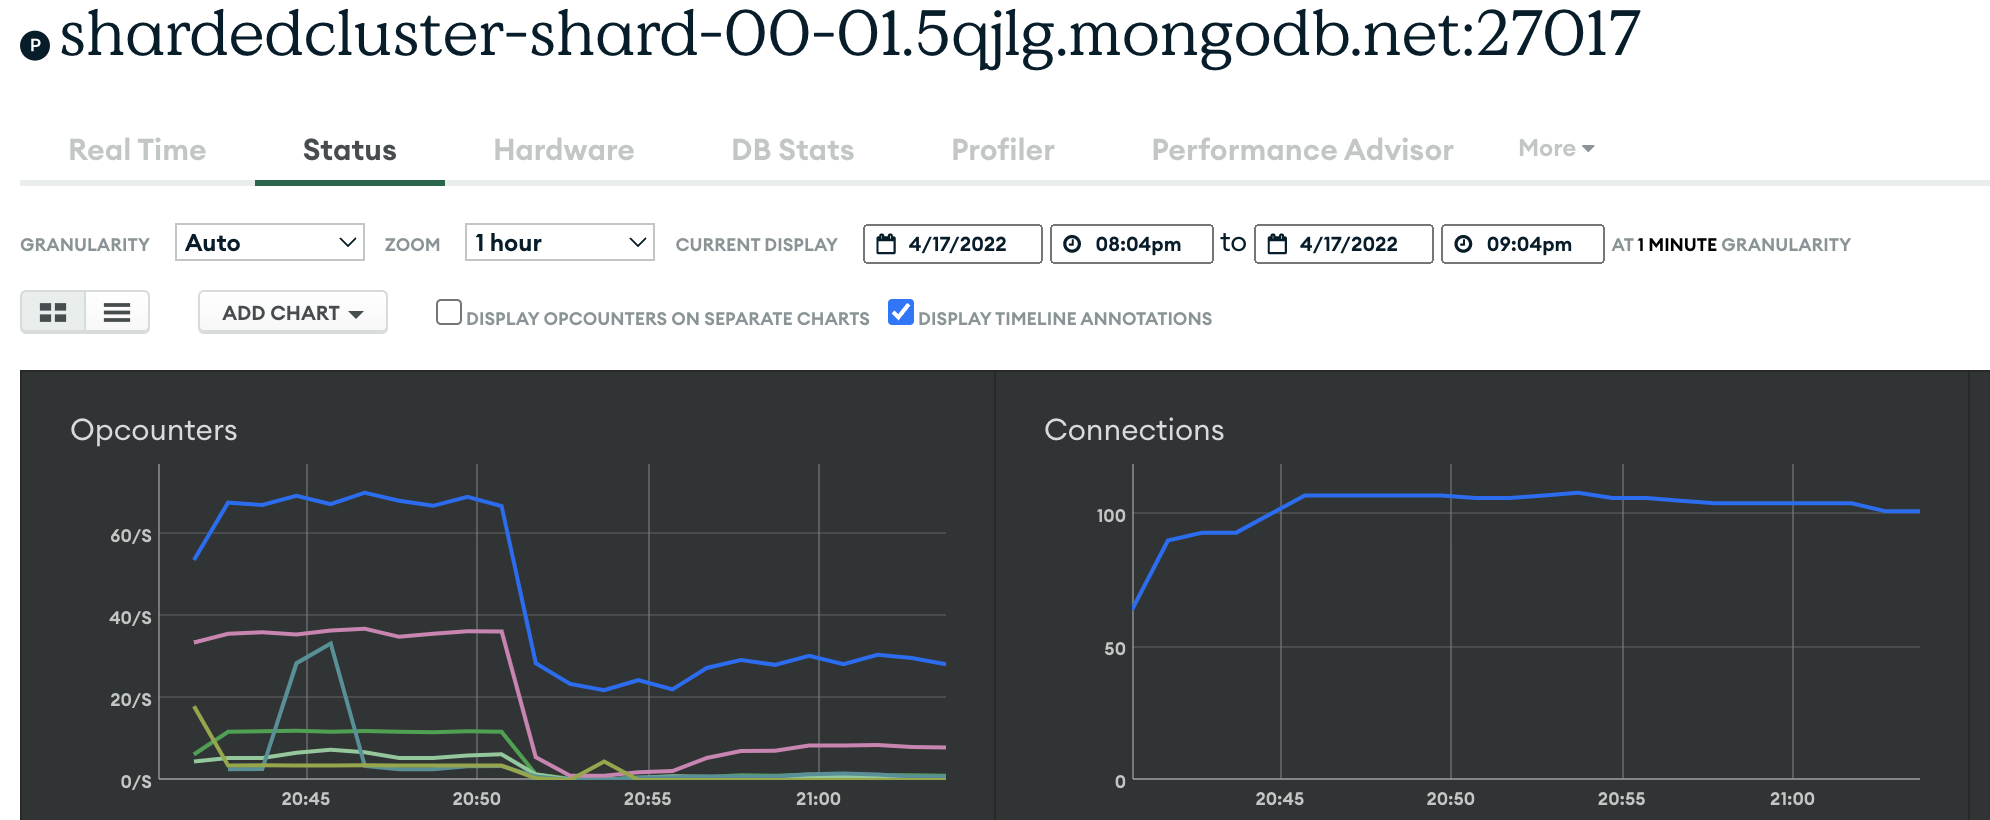 P shardedcluster-shard-00-01.5qjlg.mongodb.net:27017
Real Time Status Hardware DB Stats Profiler Performance Advisor More
GRANULARITY Auto ZOOM 1 hour CURRENT DISPLAY 4/17/2022 08:04pm to 4/17/2022 09:04pm AT 1 MINUTE GRANULARITY
ADD CHART DISPLAY OPCOUNTERS ON SEPARATE CHARTS DISPLAY TIMELINE ANNOTATIONS
Opcounters
60/S
40/S
20/S
0/S
20:45 20:50 20:55 21:00
Connections
100
50
0
20:45 20:50 20:55 21:00